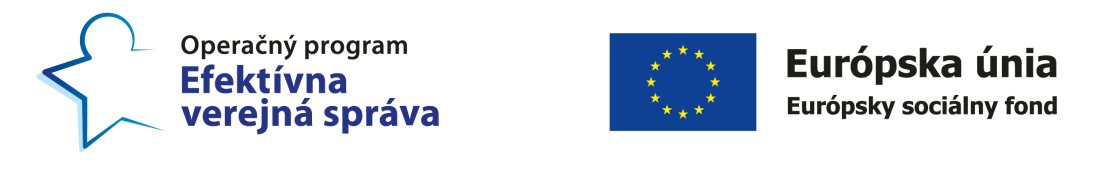 Operačný program
Efektívna
verejná správa
Európska únia
Európsky sociálny fond